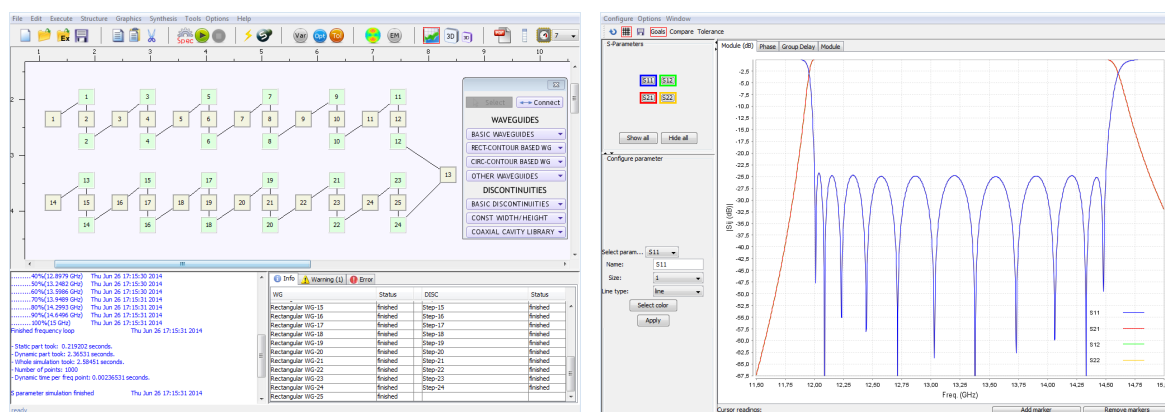 File Edit Execute Structure Graphics Synthesis Tools Options Help
Ex SPEC Var Opt Tol EM 3D 3D 7
1 2 3 4 5 6 7 8 9 10
2
3
4
1 3 5 7 9 11
1 2 3 4 5 6 7 8 9 10 11 12
2 4 6 8 10 12
13
13 15 17 19 21 23
14 15 16 17 18 19 20 21 22 23 24 25
14 16 18 20 22 24
Select Connect
WAVEGUIDES
BASIC WAVEGUIDES
RECT-CONTOUR BASED WG
CIRC-CONTOUR BASED WG
OTHER WAVEGUIDES
DISCONTINUITIES
BASIC DISCONTINUITIES
CONST WIDTH/HEIGHT
COAXIAL CAVITY LIBRARY
.........40%(12.8979 GHz) Thu Jun 26 17:15:30 2014
.........50%(13.2482 GHz) Thu Jun 26 17:15:30 2014
.........60%(13.5986 GHz) Thu Jun 26 17:15:30 2014
.........70%(13.9489 GHz) Thu Jun 26 17:15:31 2014
.........80%(14.2993 GHz) Thu Jun 26 17:15:31 2014
.........90%(14.6496 GHz) Thu Jun 26 17:15:31 2014
.........100%(15 GHz) Thu Jun 26 17:15:31 2014
Finished frequency loop Thu Jun 26 17:15:31 2014
- Static part took: 0.219202 seconds.
- Dynamic part took: 2.36531 seconds.
- Whole simulation took: 2.58451 seconds.
- Number of points: 1000
- Dynamic time per freq point: 0.00236531 seconds.
S parameter simulation finished Thu Jun 26 17:15:31 2014
ready
Info Warning (1) Error
WG Status DISC Status
Rectangular WG-15 finished Step-15 finished
Rectangular WG-16 finished Step-16 finished
Rectangular WG-17 finished Step-17 finished
Rectangular WG-18 finished Step-18 finished
Rectangular WG-19 finished Step-19 finished
Rectangular WG-20 finished Step-20 finished
Rectangular WG-21 finished Step-21 finished
Rectangular WG-22 finished Step-22 finished
Rectangular WG-23 finished Step-23 finished
Rectangular WG-24 finished Step-24 finished
Rectangular WG-25 finished
Configure Options Window
Goals Compare Tolerance
S-Parameters
S11 S12
S21 S22
Show all Hide all
Configure parameter
Select param... S11
Name: S11
Size: 1
Line type: line
Select color
Apply
Module (dB) Phase Group Delay Module
-2,5
-5,0
-7,5
-10,0
-12,5
-15,0
-17,5
-20,0
-22,5
-25,0
-27,5
-30,0
-32,5
-35,0
-37,5
-40,0
-42,5
-45,0
-47,5
-50,0
-52,5
-55,0
-57,5
-60,0
-62,5
-65,0
-67,5
|Sij (dB)|
S11
S21
S12
S22
11,50 11,75 12,00 12,25 12,50 12,75 13,00 13,25 13,50 13,75 14,00 14,25 14,50 14,75
Freq. (GHz)
Cursor readings: Add marker Remove markers